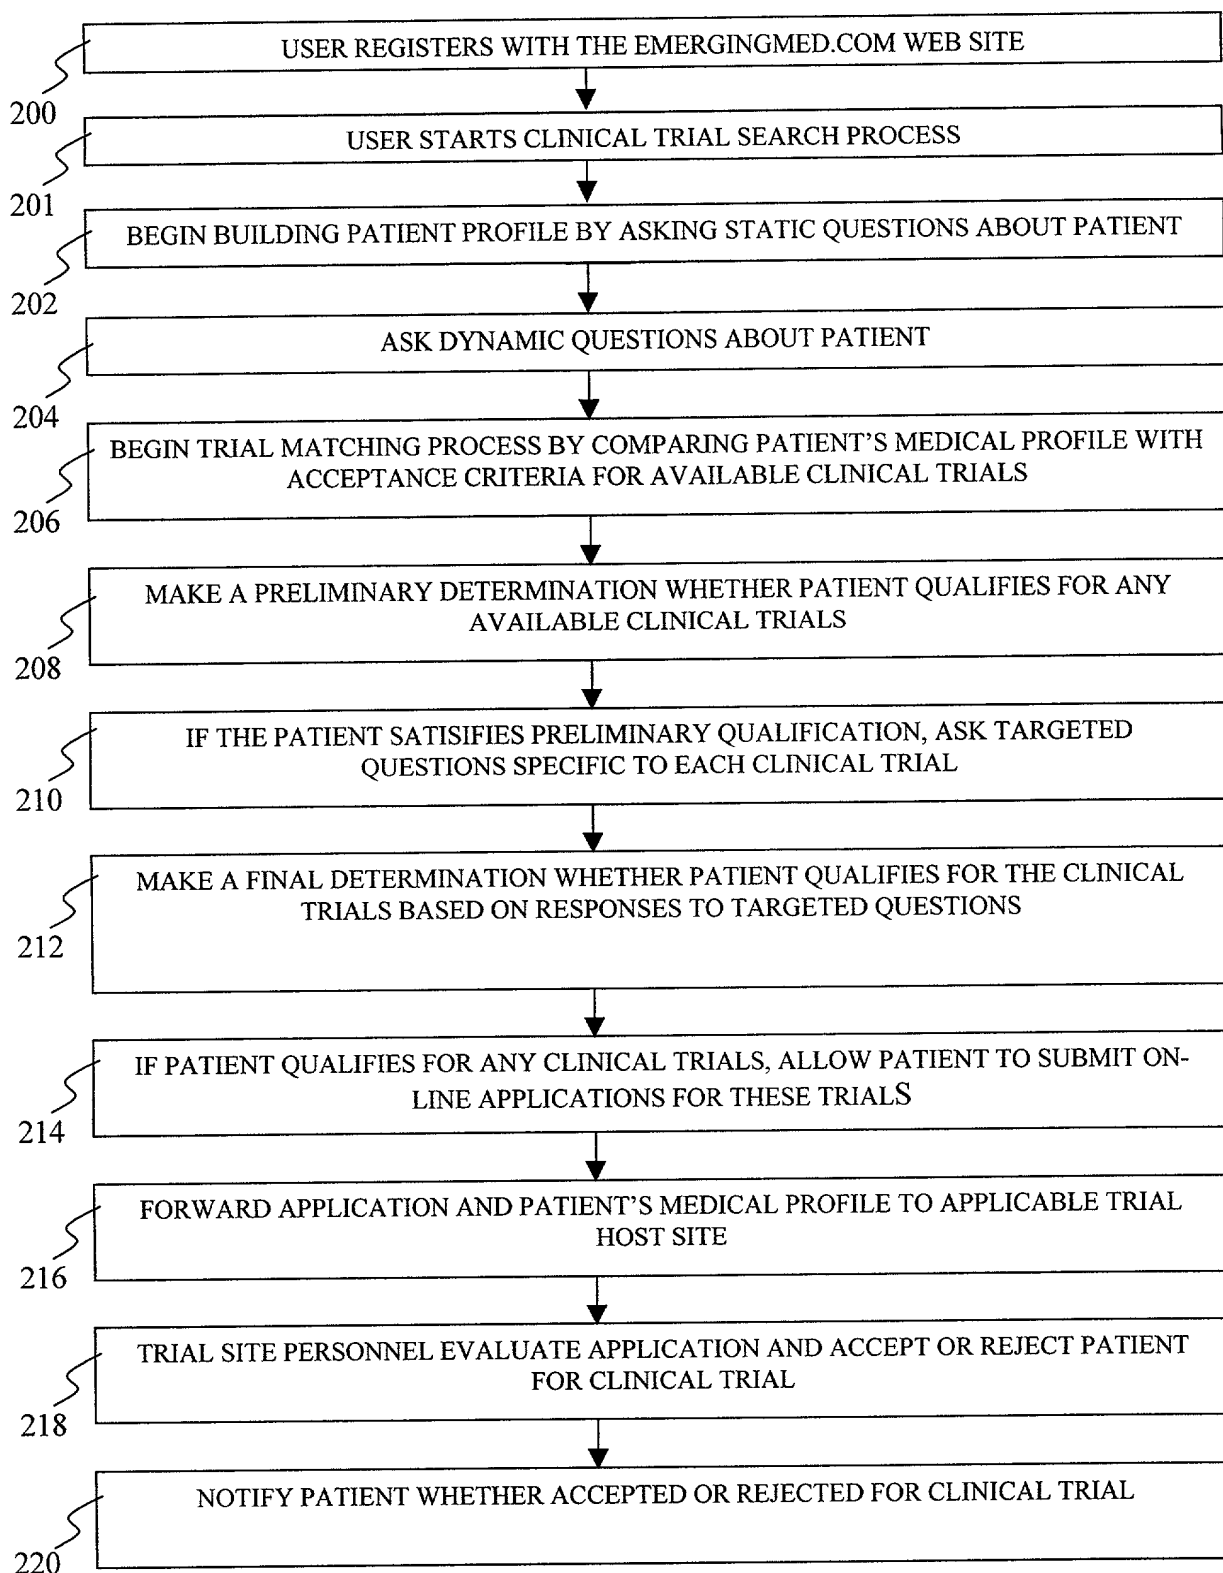 USER REGISTERS WITH THE EMERGINGMED.COM WEB SITE
200
USER STARTS CLINICAL TRIAL SEARCH PROCESS
201
BEGIN BUILDING PATIENT PROFILE BY ASKING STATIC QUESTIONS ABOUT PATIENT
202
ASK DYNAMIC QUESTIONS ABOUT PATIENT
204
BEGIN TRIAL MATCHING PROCESS BY COMPARING PATIENT'S MEDICAL PROFILE WITH
ACCEPTANCE CRITERIA FOR AVAILABLE CLINICAL TRIALS
206
MAKE A PRELIMINARY DETERMINATION WHETHER PATIENT QUALIFIES FOR ANY
AVAILABLE CLINICAL TRIALS
208
IF THE PATIENT SATISIFIES PRELIMINARY QUALIFICATION, ASK TARGETED
QUESTIONS SPECIFIC TO EACH CLINICAL TRIAL
210
MAKE A FINAL DETERMINATION WHETHER PATIENT QUALIFIES FOR THE CLINICAL
TRIALS BASED ON RESPONSES TO TARGETED QUESTIONS
212
IF PATIENT QUALIFIES FOR ANY CLINICAL TRIALS, ALLOW PATIENT TO SUBMIT ON-
LINE APPLICATIONS FOR THESE TRIALS
214
FORWARD APPLICATION AND PATIENT'S MEDICAL PROFILE TO APPLICABLE TRIAL
HOST SITE
216
TRIAL SITE PERSONNEL EVALUATE APPLICATION AND ACCEPT OR REJECT PATIENT
FOR CLINICAL TRIAL
218
NOTIFY PATIENT WHETHER ACCEPTED OR REJECTED FOR CLINICAL TRIAL
220